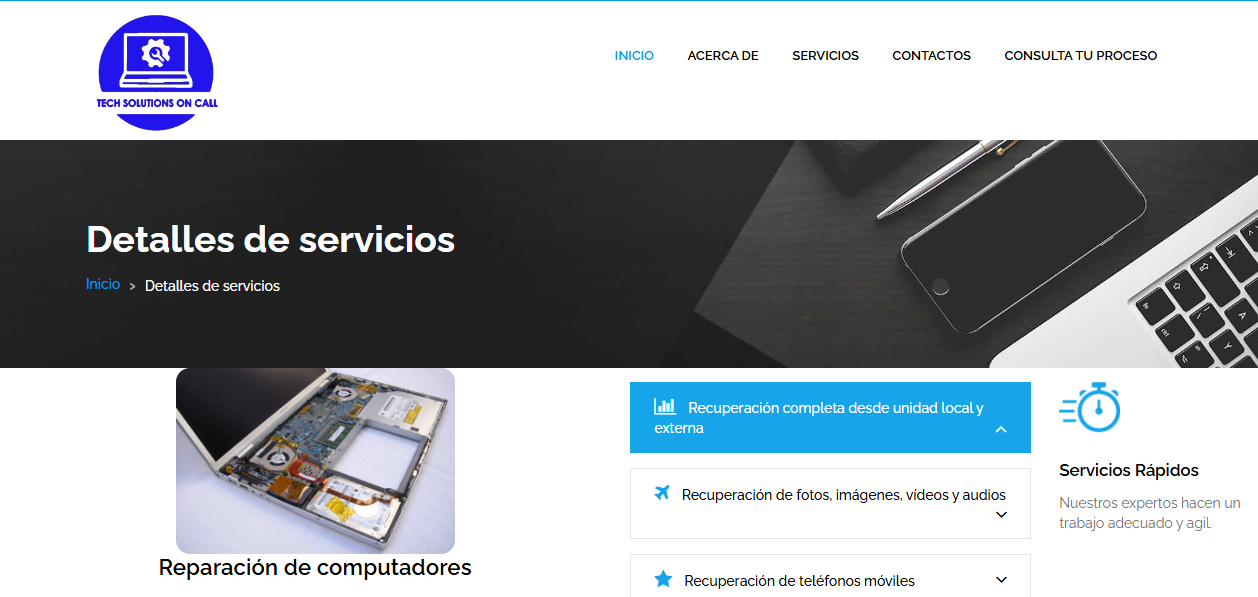 TECH SOLUTIONS ON CALL
INICIO ACERCA DE SERVICIOS CONTACTOS CONSULTA TU PROCESO
Detalles de servicios
Inicio > Detalles de servicios
Reparación de computadores
Recuperación completa desde unidad local y
externa
Recuperación de fotos, imágenes, vídeos y audios
Recuperación de teléfonos móviles
Servicios Rápidos
Nuestros expertos hacen un
trabajo adecuado y agil.